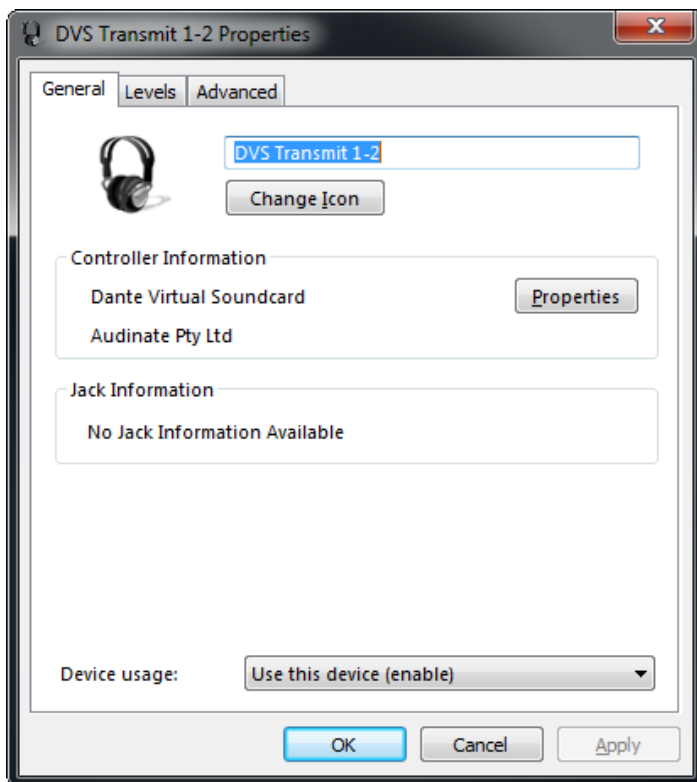 DVS Transmit 1-2 Properties
General Levels Advanced
DVS Transmit 1-2
Change Icon
Controller Information
Dante Virtual Soundcard Properties
Audinate Pty Ltd
Jack Information
No Jack Information Available
Device usage: Use this device (enable)
OK Cancel Apply